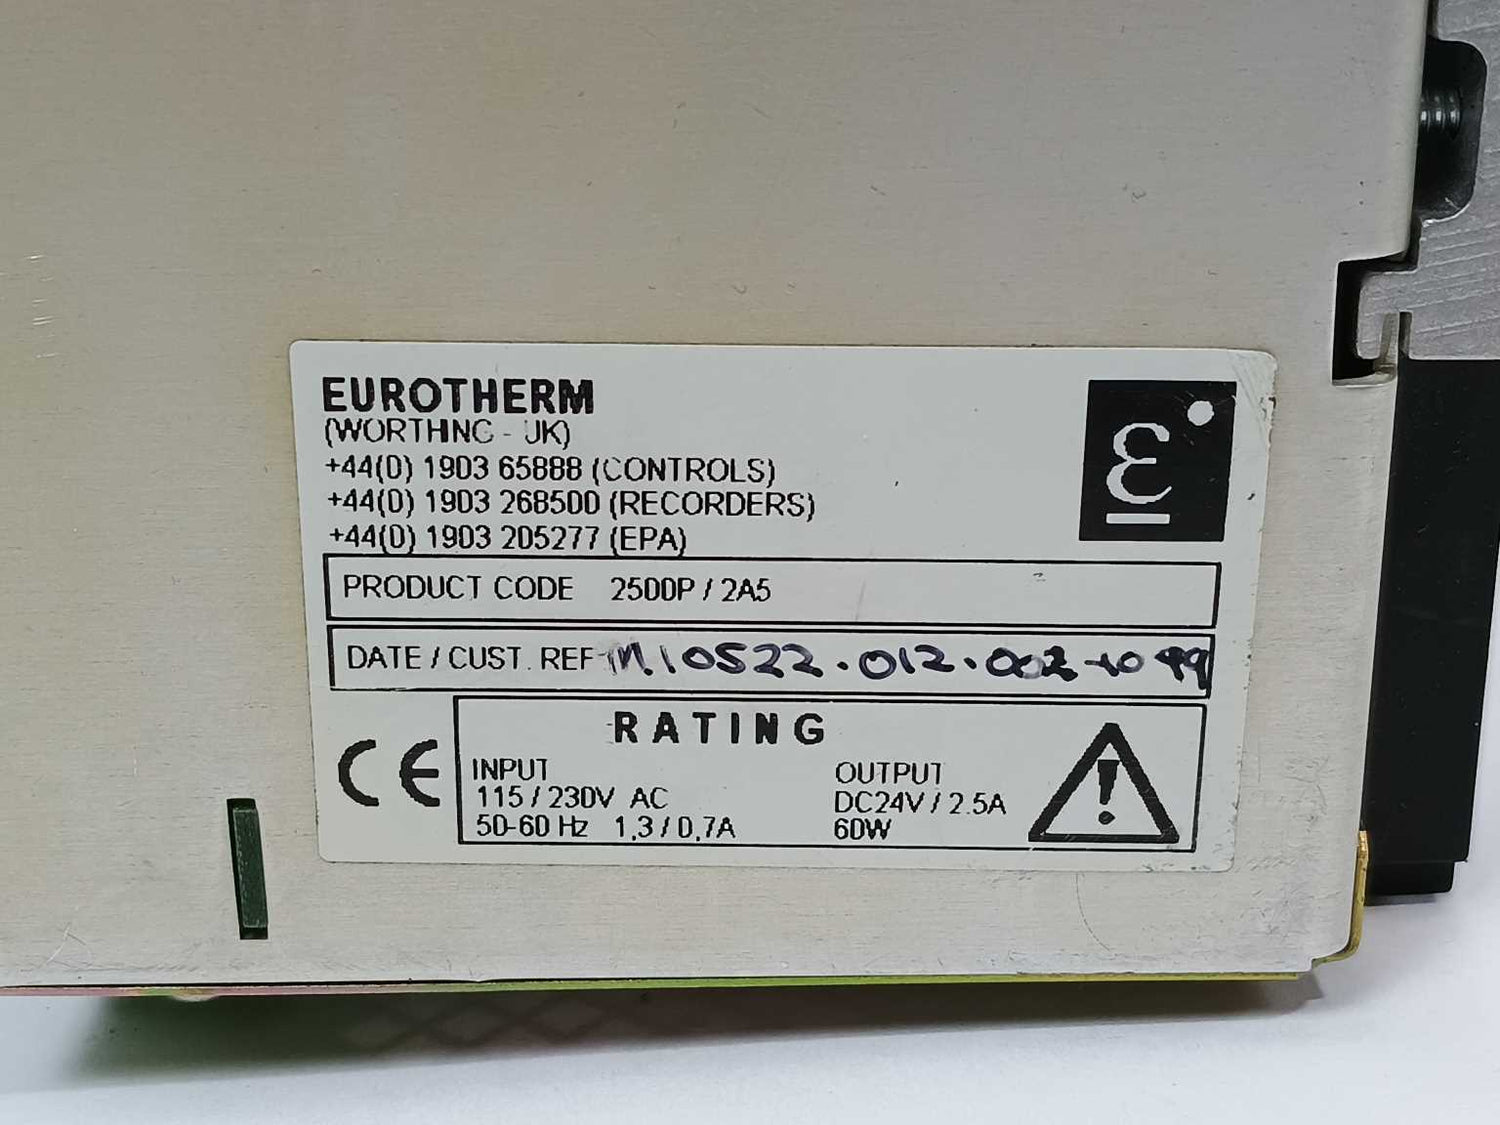 EUROTHERM
(WORTHING - UK)
+44(0) 1903 65888 (CONTROLS)
+44(0) 1903 268500 (RECORDERS)
+44(0) 1903 205277 (EPA)
PRODUCT CODE 2500P / 2A5
DATE / CUST. REF M10522.012.002-1099
RATING
CE
INPUT
115 / 230V AC
50-60 Hz 1,3 / 0,7A
OUTPUT
DC24V / 2.5A
60W